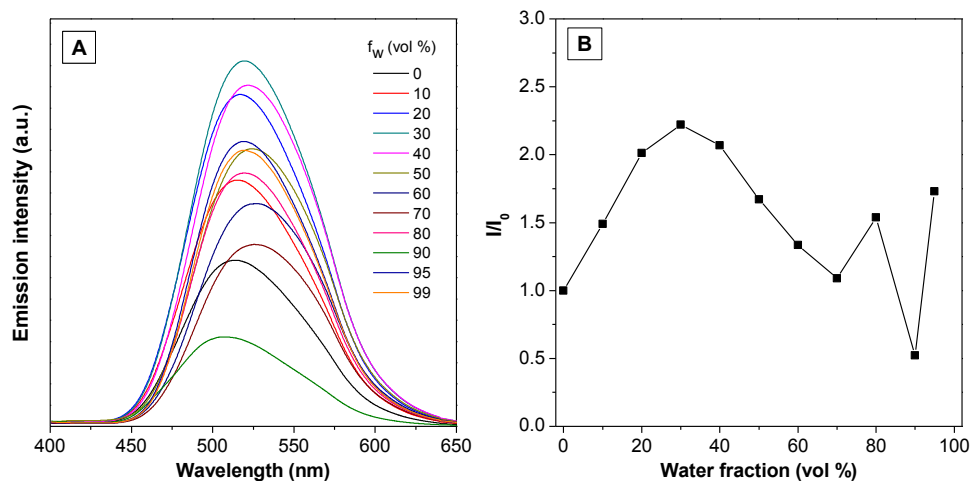 A
f_W (vol %)
0
10
20
30
40
50
60
70
80
90
95
99
Emission intensity (a.u.)
400 450 500 550 600 650
Wavelength (nm)
B
3.0
2.5
2.0
1.5
1.0
0.5
0.0
I/I_0
0 20 40 60 80 100
Water fraction (vol %)